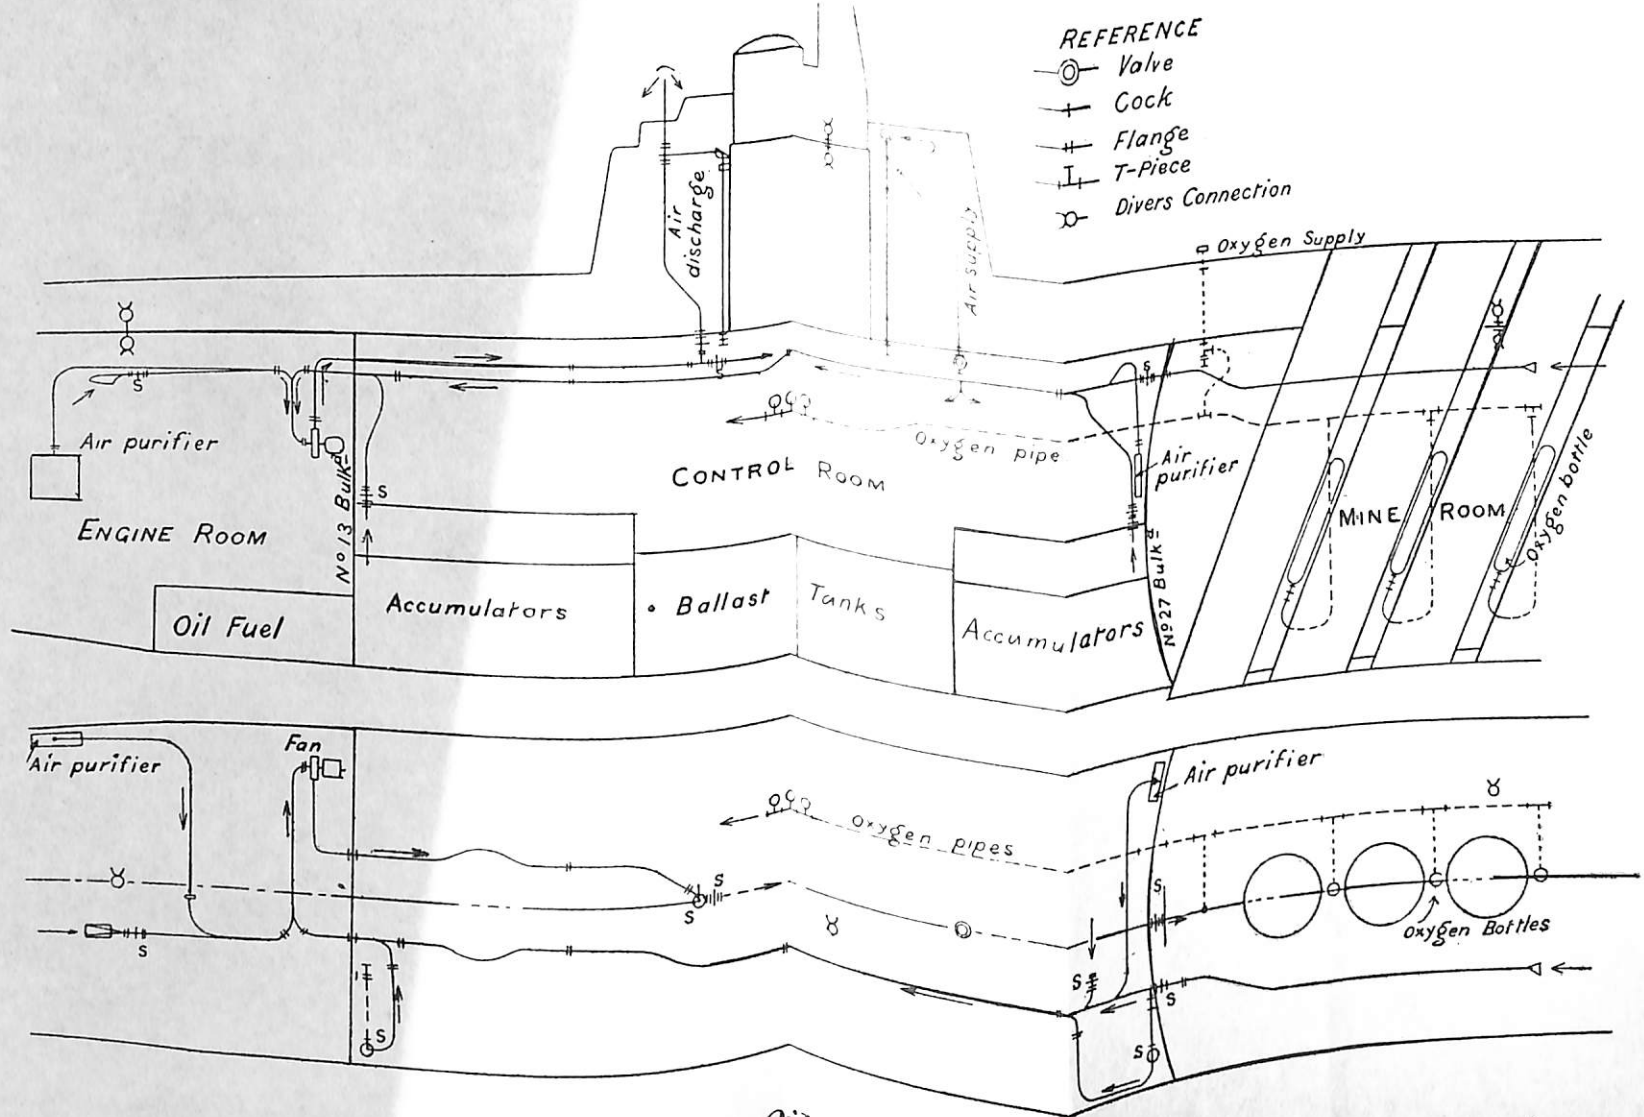 REFERENCE
Valve
Cock
Flange
T-Piece
Divers Connection
Oxygen Supply
Air
discharge
Air supply
S
S
Air purifier
Oxygen pipe
CONTROL ROOM
Air
purifier
S
MINE ROOM
Oxygen bottle
ENGINE ROOM
Nº 13 Bulkd
Nº 27 Bulkd
Oil Fuel
Accumulators
Ballast Tanks
Accumulators
Air purifier
Fan
Air purifier
Oxygen pipes
S
S
S
S
Oxygen Bottles
S
S
S
S